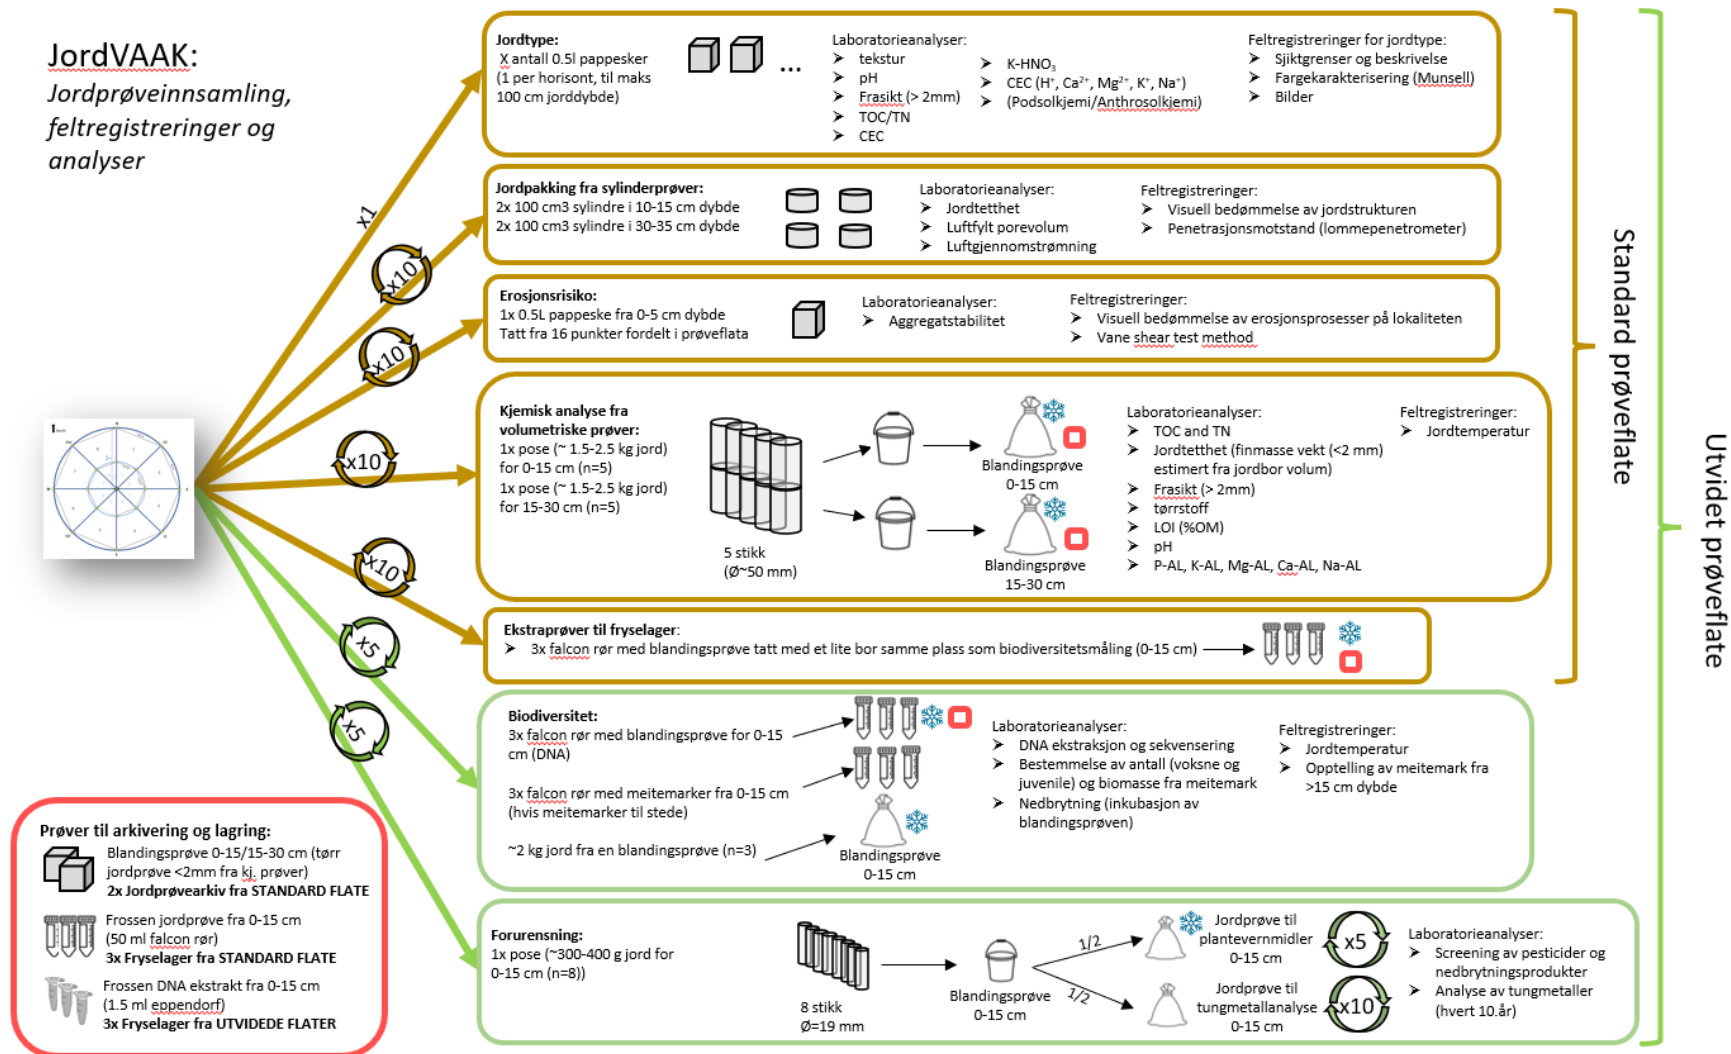 JordVAAK:
Jordprøveinnsamling,
feltregistreringer og
analyser
x1
x10
x10
x10
x10
x5
x5
Jordtype:
X antall 0.5l pappesker
(1 per horisont, til maks
100 cm jorddybde)
...
Laboratorieanalyser:
➤ tekstur
➤ pH
➤ Frasikt (> 2mm)
➤ TOC/TN
➤ CEC
➤ K-HNO₃
➤ CEC (H⁺, Ca²⁺, Mg²⁺, K⁺, Na⁺)
➤ (Podsolkjemi/Anthrosolkjemi)
Feltregistreringer for jordtype:
➤ Sjiktgrenser og beskrivelse
➤ Fargekarakterisering (Munsell)
➤ Bilder
Jordpakking fra sylinderprøver:
2x 100 cm3 sylindre i 10-15 cm dybde
2x 100 cm3 sylindre i 30-35 cm dybde
Laboratorieanalyser:
➤ Jordtetthet
➤ Luftfylt porevolum
➤ Luftgjennomstrømning
Feltregistreringer:
➤ Visuell bedømmelse av jordstrukturen
➤ Penetrasjonsmotstand (lommepenetrometer)
Erosjonsrisiko:
1x 0.5L pappeske fra 0-5 cm dybde
Tatt fra 16 punkter fordelt i prøveflata
Laboratorieanalyser:
➤ Aggregatstabilitet
Feltregistreringer:
➤ Visuell bedømmelse av erosjonsprosesser på lokaliteten
➤ Vane shear test method
Kjemisk analyse fra
volumetriske prøver:
1x pose (~ 1.5-2.5 kg jord)
for 0-15 cm (n=5)
1x pose (~ 1.5-2.5 kg jord)
for 15-30 cm (n=5)
5 stikk
(Ø~50 mm)
Blandingsprøve
0-15 cm
Blandingsprøve
15-30 cm
Laboratorieanalyser:
➤ TOC and TN
➤ Jordtetthet (finmasse vekt (<2 mm)
estimert fra jordbor volum)
➤ Frasikt (> 2mm)
➤ tørrstoff
➤ LOI (%OM)
➤ pH
➤ P-AL, K-AL, Mg-AL, Ca-AL, Na-AL
Feltregistreringer:
➤ Jordtemperatur
Ekstraprøver til fryselager:
➤ 3x falcon rør med blandingsprøve tatt med et lite bor samme plass som biodiversitetsmåling (0-15 cm)
Biodiversitet:
3x falcon rør med blandingsprøve for 0-15
cm (DNA)
3x falcon rør med meitemarker fra 0-15 cm
(hvis meitemarker til stede)
~2 kg jord fra en blandingsprøve (n=3)
Blandingsprøve
0-15 cm
Laboratorieanalyser:
➤ DNA ekstraksjon og sekvensering
➤ Bestemmelse av antall (voksne og
juvenile) og biomasse fra meitemark
➤ Nedbrytning (inkubasjon av
blandingsprøven)
Feltregistreringer:
➤ Jordtemperatur
➤ Opptelling av meitemark fra
>15 cm dybde
Forurensning:
1x pose (~300-400 g jord for
0-15 cm (n=8))
8 stikk
Ø=19 mm
Blandingsprøve
0-15 cm
1/2
1/2
Jordprøve til
plantevernmidler
0-15 cm
x5
Jordprøve til
tungmetallanalyse
0-15 cm
x10
Laboratorieanalyser:
➤ Screening av pesticider og
nedbrytningsprodukter
➤ Analyse av tungmetaller
(hvert 10.år)
Standard prøveflate
Utvidet prøveflate
Prøver til arkivering og lagring:
Blandingsprøve 0-15/15-30 cm (tørr
jordprøve <2mm fra kj. prøver)
2x Jordprøvearkiv fra STANDARD FLATE
Frossen jordprøve fra 0-15 cm
(50 ml falcon rør)
3x Fryselager fra STANDARD FLATE
Frossen DNA ekstrakt fra 0-15 cm
(1.5 ml eppendorf)
3x Fryselager fra UTVIDEDE FLATER